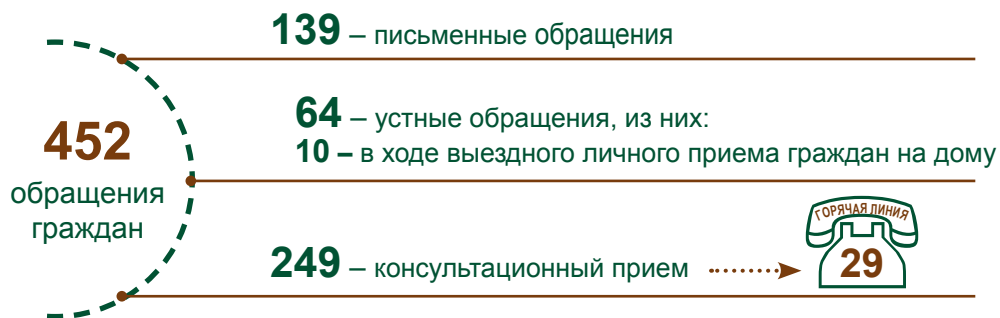 139 – письменные обращения
64 – устные обращения, из них:
10 – в ходе выездного личного приема граждан на дому
452
обращения
граждан
249 – консультационный прием
ГОРЯЧАЯ ЛИНИЯ
29